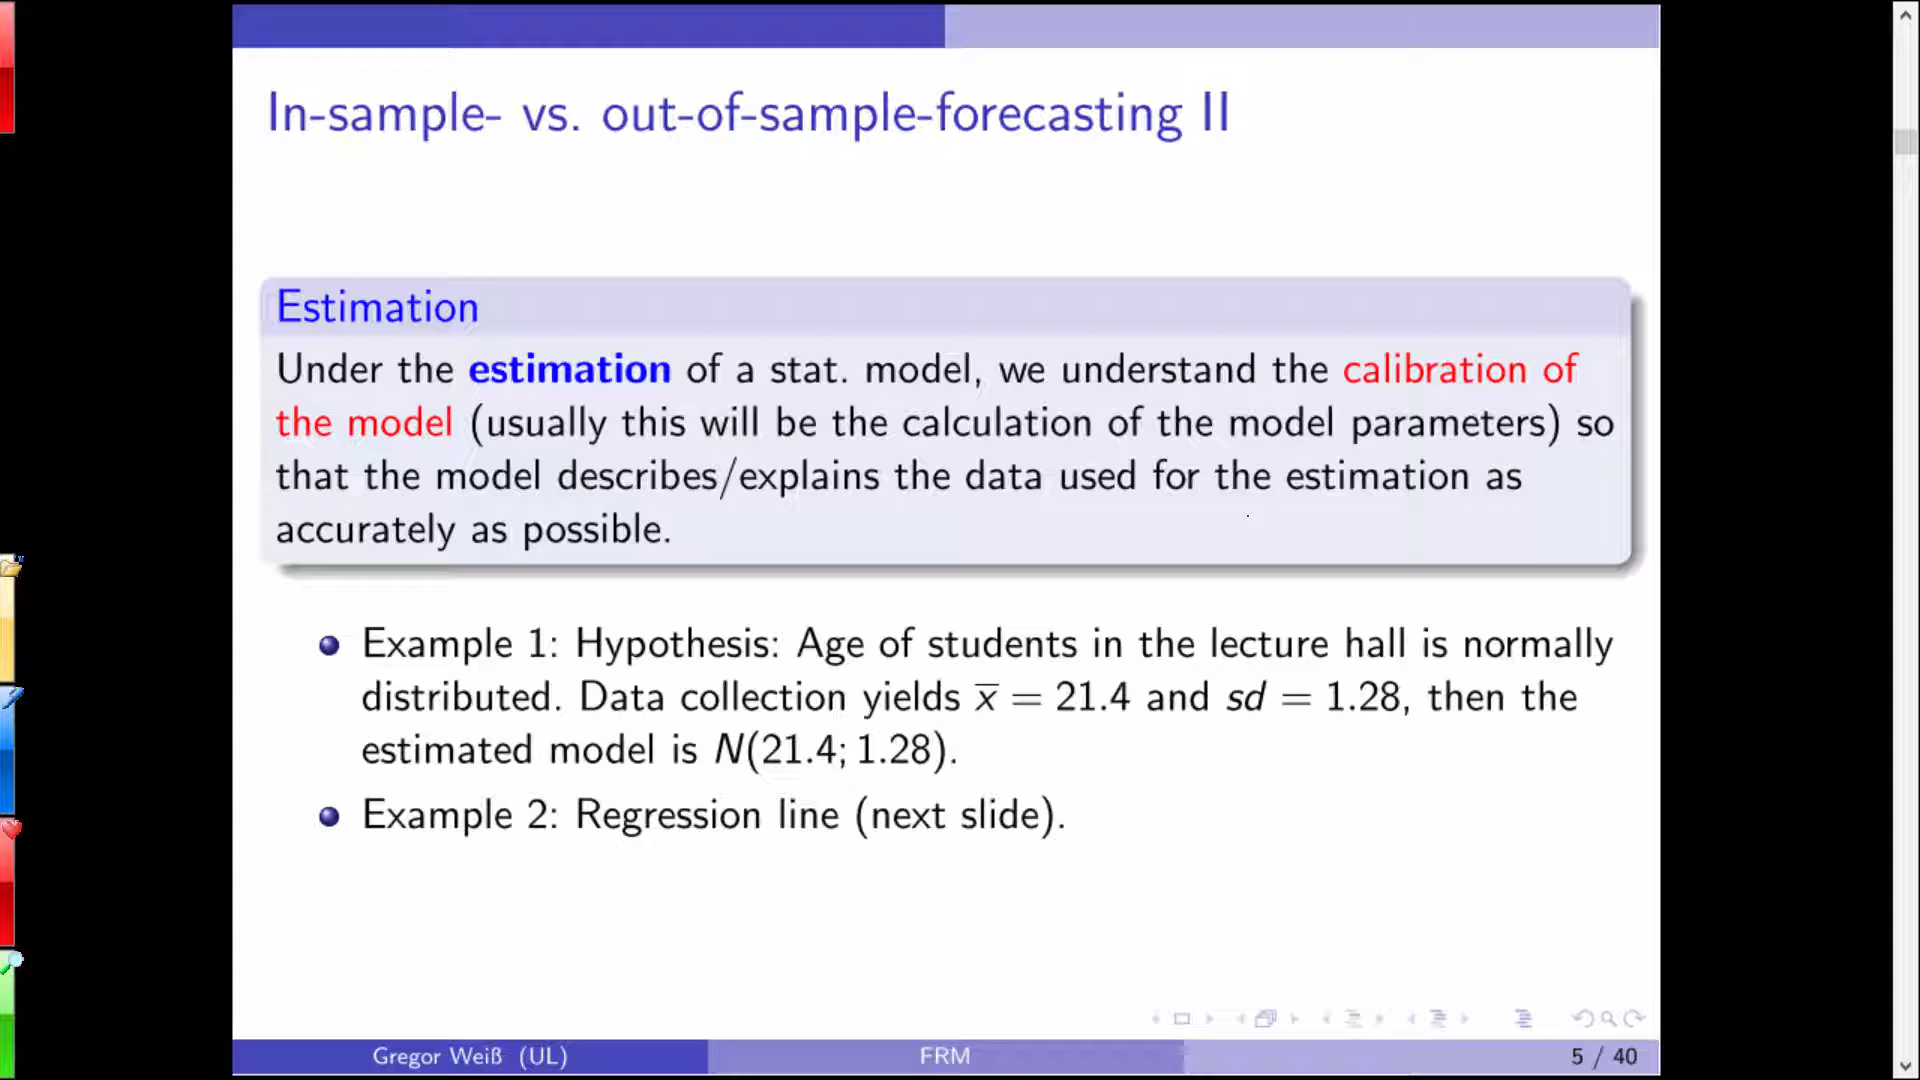 In-sample- vs. out-of-sample-forecasting II
Estimation
Under the estimation of a stat. model, we understand the calibration of
the model (usually this will be the calculation of the model parameters) so
that the model describes/explains the data used for the estimation as
accurately as possible.
Example 1: Hypothesis: Age of students in the lecture hall is normally
distributed. Data collection yields x̅ = 21.4 and sd = 1.28, then the
estimated model is N(21.4; 1.28).
Example 2: Regression line (next slide).
Gregor Weiß (UL) FRM 5 / 40